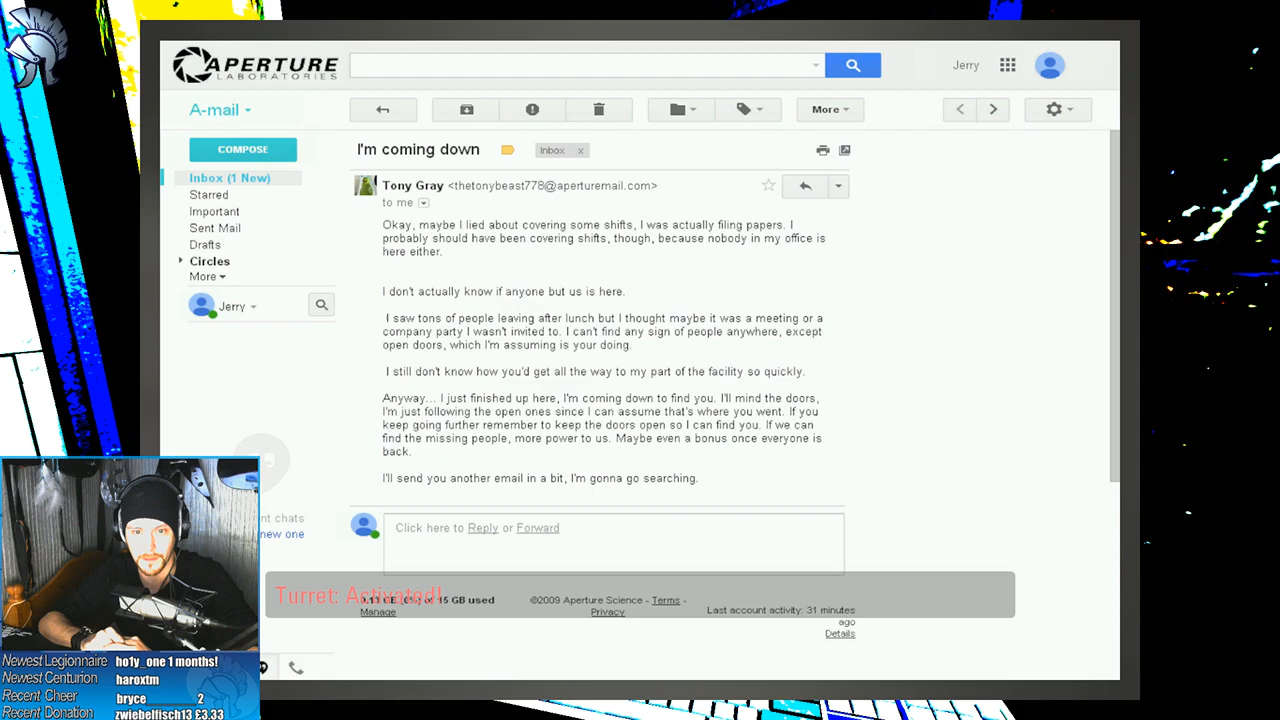 APERTURE
LABORATORIES
Jerry
A-mail
More
COMPOSE
I'm coming down
Inbox x
Inbox (1 New)
Starred
Important
Sent Mail
Drafts
Circles
More
Jerry
Tony Gray <thetonybeast778@aperturemail.com>
to me
Okay, maybe I lied about covering some shifts, I was actually filing papers. I
probably should have been covering shifts, though, because nobody in my office is
here either.
I don't actually know if anyone but us is here.
I saw tons of people leaving after lunch but I thought maybe it was a meeting or a
company party I wasn't invited to. I can't find any sign of people anywhere, except
open doors, which I'm assuming is your doing.
I still don't know how you'd get all the way to my part of the facility so quickly.
Anyway... I just finished up here, I'm coming down to find you. I'll mind the doors,
I'm just following the open ones since I can assume that's where you went. If you
keep going further remember to keep the doors open so I can find you. If we can
find the missing people, more power to us. Maybe even a bonus once everyone is
back.
I'll send you another email in a bit, I'm gonna go searching.
nt chats
new one
Click here to Reply or Forward
Turret: Activated!
15 GB used
Manage
©2009 Aperture Science - Terms -
Privacy
Last account activity: 31 minutes
ago
Details
Newest Legionnaire ho1y_one 1 months!
Newest Centurion haroxtm
Recent Cheer bryce______2
Recent Donation zwiebelfisch13 £3.33